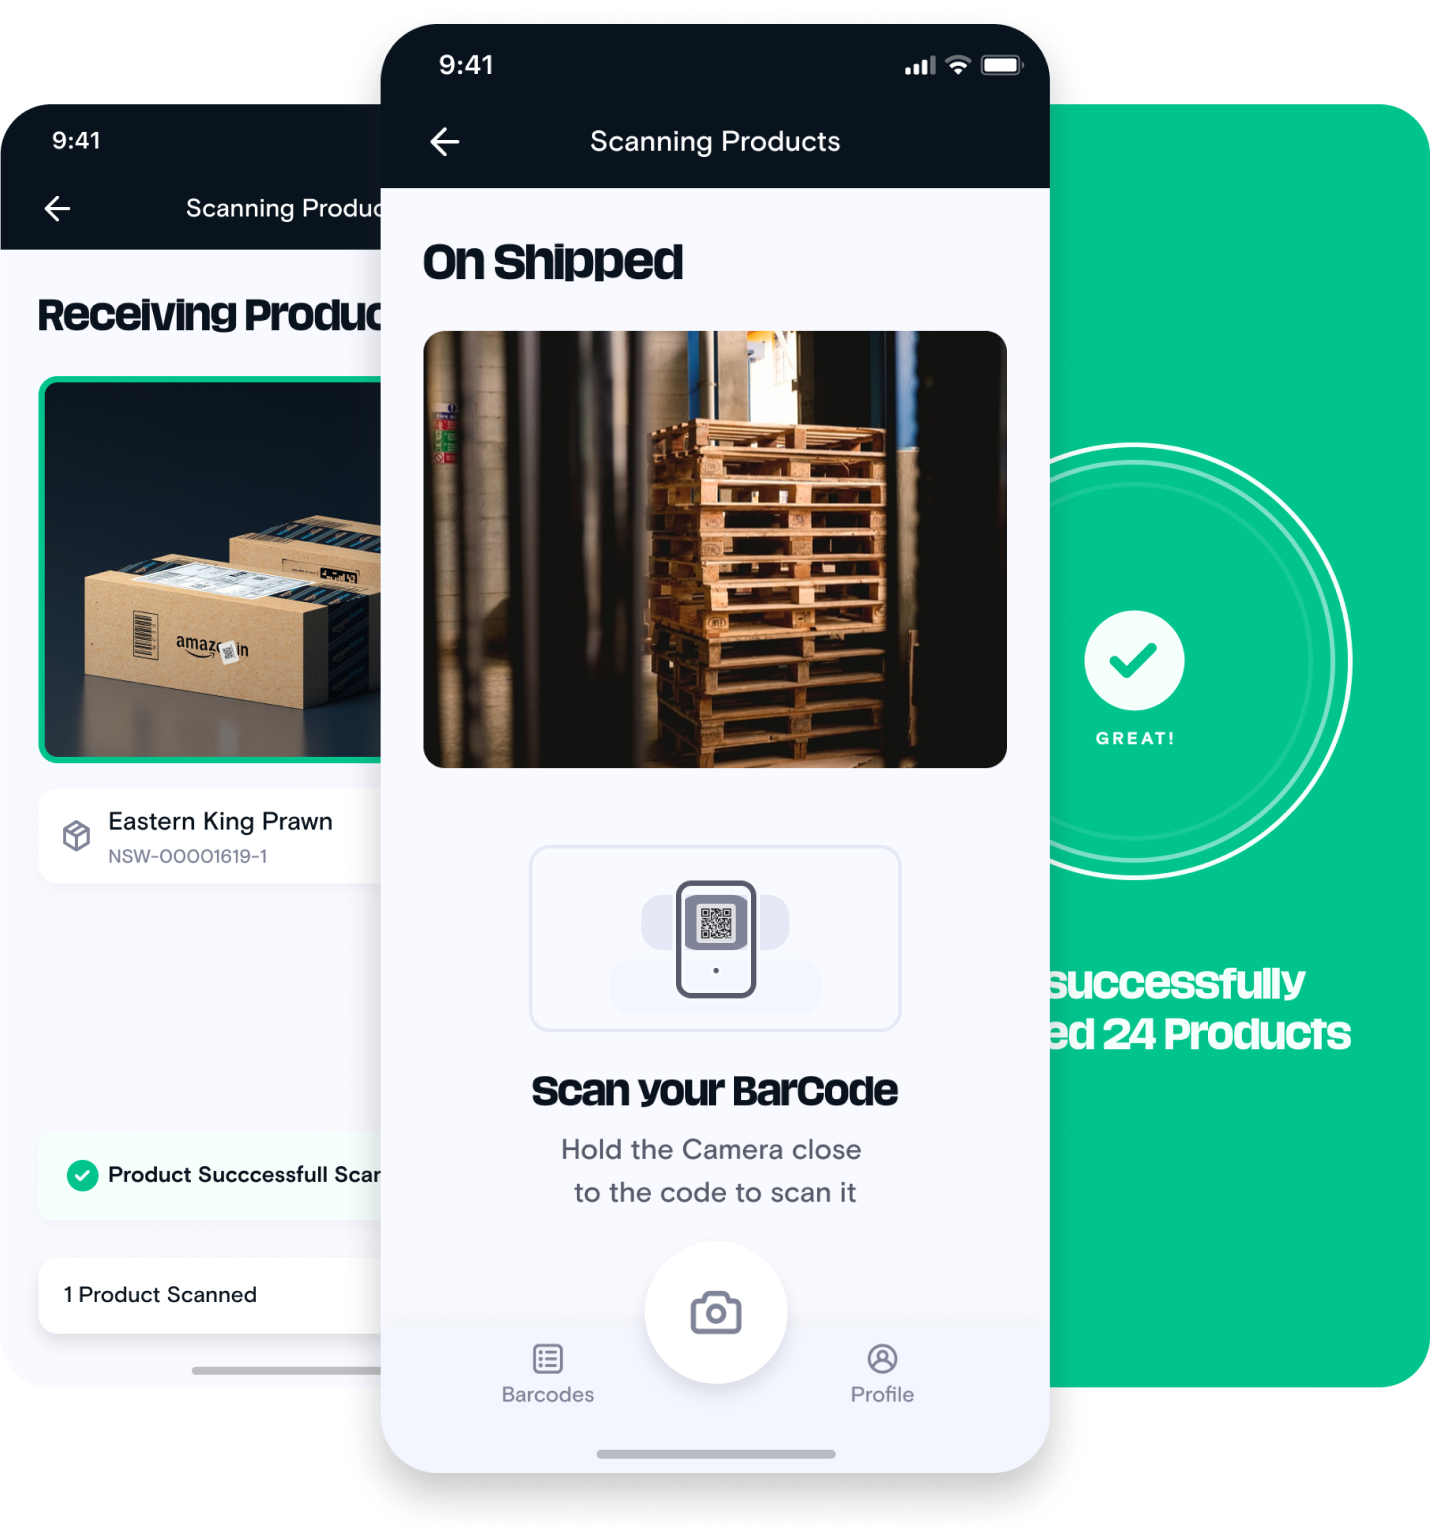 9:41
Scanning Produc
Receiving Produc
amaz in
Eastern King Prawn
NSW-00001619-1
Product Succcessfull Scan
1 Product Scanned
9:41
Scanning Products
On Shipped
Scan your BarCode
Hold the Camera close
to the code to scan it
Barcodes
Profile
GREAT!
successfully
ed 24 Products